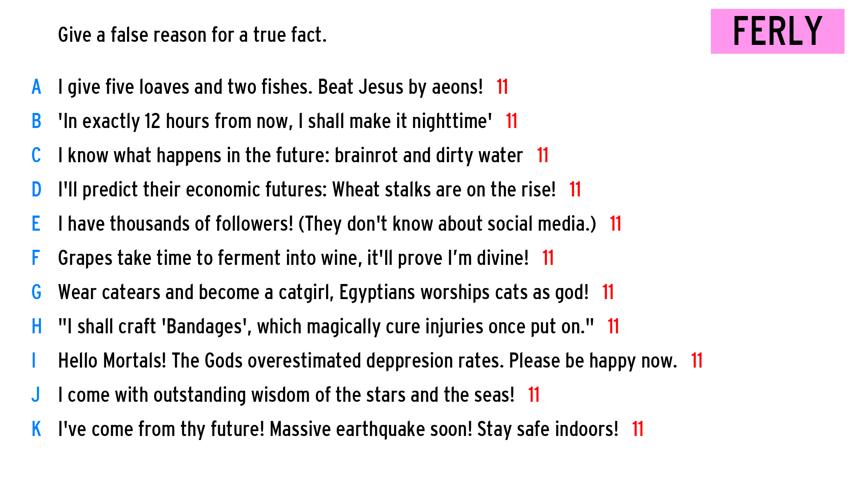 Give a false reason for a true fact.
FERLY
A I give five loaves and two fishes. Beat Jesus by aeons! 11
B 'In exactly 12 hours from now, I shall make it nighttime' 11
C I know what happens in the future: brainrot and dirty water 11
D I'll predict their economic futures: Wheat stalks are on the rise! 11
E I have thousands of followers! (They don't know about social media.) 11
F Grapes take time to ferment into wine, it'll prove I'm divine! 11
G Wear catears and become a catgirl, Egyptians worships cats as god! 11
H "I shall craft 'Bandages', which magically cure injuries once put on." 11
I Hello Mortals! The Gods overestimated deppresion rates. Please be happy now. 11
J I come with outstanding wisdom of the stars and the seas! 11
K I've come from thy future! Massive earthquake soon! Stay safe indoors! 11